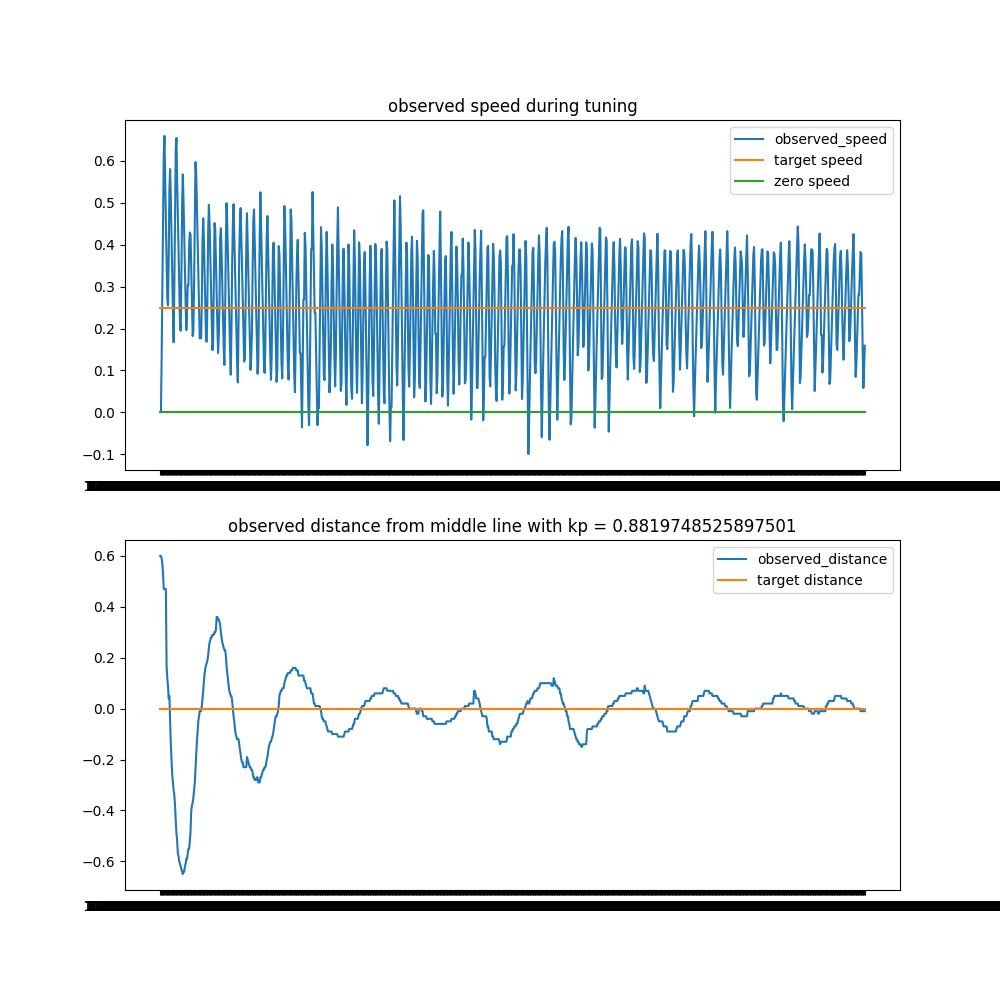 observed speed during tuning
observed_speed
target speed
zero speed
0.6
0.5
0.4
0.3
0.2
0.1
0.0
−0.1
observed distance from middle line with kp = 0.8819748525897501
observed_distance
target distance
0.6
0.4
0.2
0.0
−0.2
−0.4
−0.6